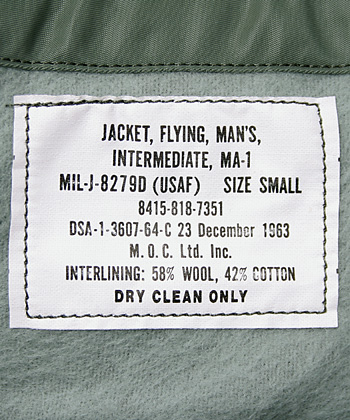 JACKET, FLYING, MAN'S,
INTERMEDIATE, MA-1
MIL-J-8279D (USAF) SIZE SMALL
8415-818-7351
DSA-1-3607-64-C 23 December 1963
M.O.C. Ltd. Inc.
INTERLINING: 58% WOOL, 42% COTTON
DRY CLEAN ONLY